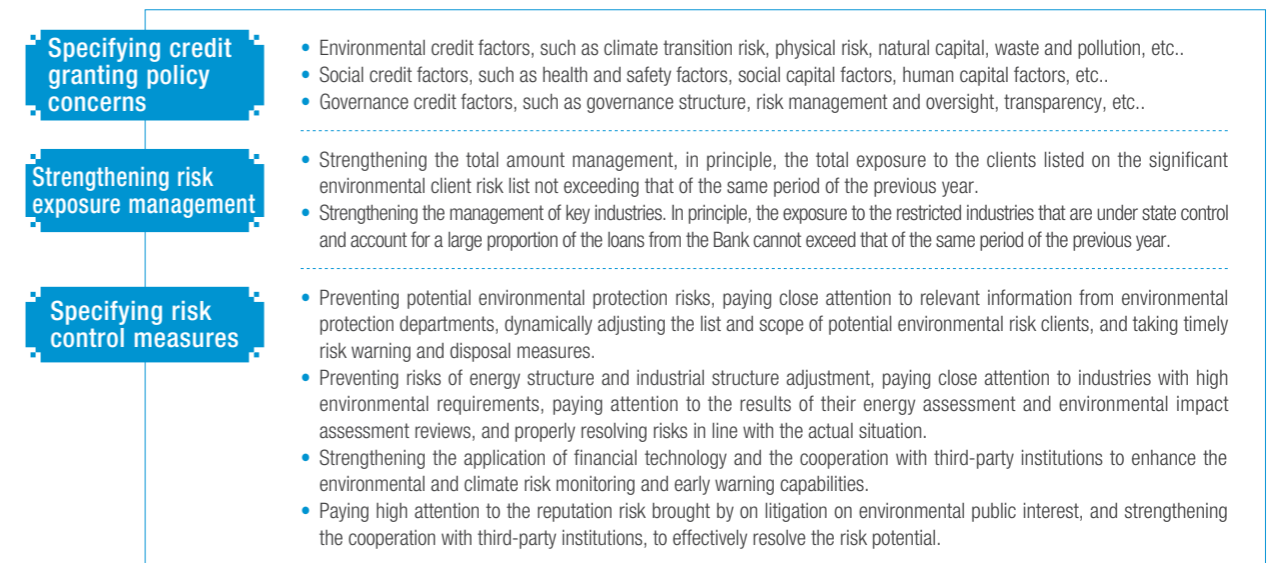 Specifying credit
granting policy
concerns
• Environmental credit factors, such as climate transition risk, physical risk, natural capital, waste and pollution, etc..
• Social credit factors, such as health and safety factors, social capital factors, human capital factors, etc..
• Governance credit factors, such as governance structure, risk management and oversight, transparency, etc..
Strengthening risk
exposure management
• Strengthening the total amount management, in principle, the total exposure to the clients listed on the significant
environmental client risk list not exceeding that of the same period of the previous year.
• Strengthening the management of key industries. In principle, the exposure to the restricted industries that are under state control
and account for a large proportion of the loans from the Bank cannot exceed that of the same period of the previous year.
Specifying risk
control measures
• Preventing potential environmental protection risks, paying close attention to relevant information from environmental
protection departments, dynamically adjusting the list and scope of potential environmental risk clients, and taking timely
risk warning and disposal measures.
• Preventing risks of energy structure and industrial structure adjustment, paying close attention to industries with high
environmental requirements, paying attention to the results of their energy assessment and environmental impact
assessment reviews, and properly resolving risks in line with the actual situation.
• Strengthening the application of financial technology and the cooperation with third-party institutions to enhance the
environmental and climate risk monitoring and early warning capabilities.
• Paying high attention to the reputation risk brought by on litigation on environmental public interest, and strengthening
the cooperation with third-party institutions, to effectively resolve the risk potential.